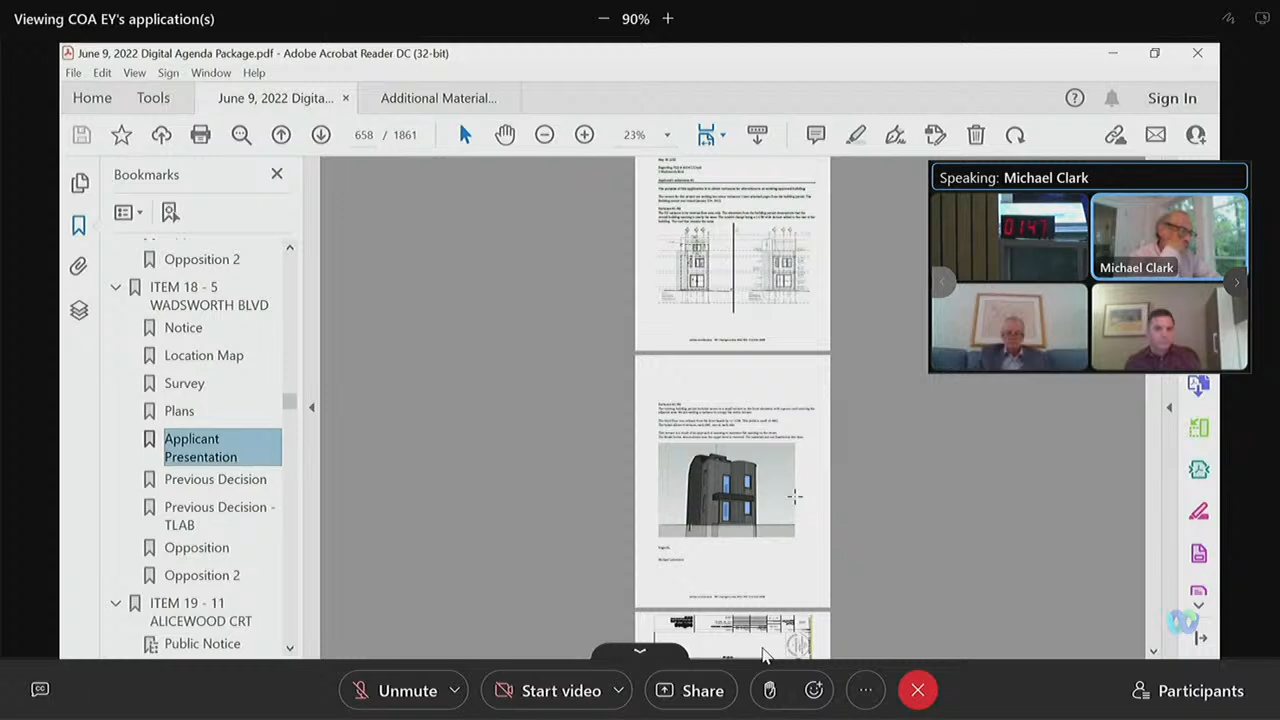 Viewing COA EY's application(s)
90%
June 9, 2022 Digital Agenda Package.pdf - Adobe Acrobat Reader DC (32-bit)
File Edit View Sign Window Help
Home Tools June 9, 2022 Digita... Additional Material... Sign In
658 / 1861 23%
Bookmarks
Speaking: Michael Clark
01:47
Michael Clark
Opposition 2
ITEM 18 - 5
WADSWORTH BLVD
Notice
Location Map
Survey
Plans
Applicant
Presentation
Previous Decision
Previous Decision -
TLAB
Opposition
Opposition 2
ITEM 19 - 11
ALICEWOOD CRT
Public Notice
Unmute Start video Share Participants